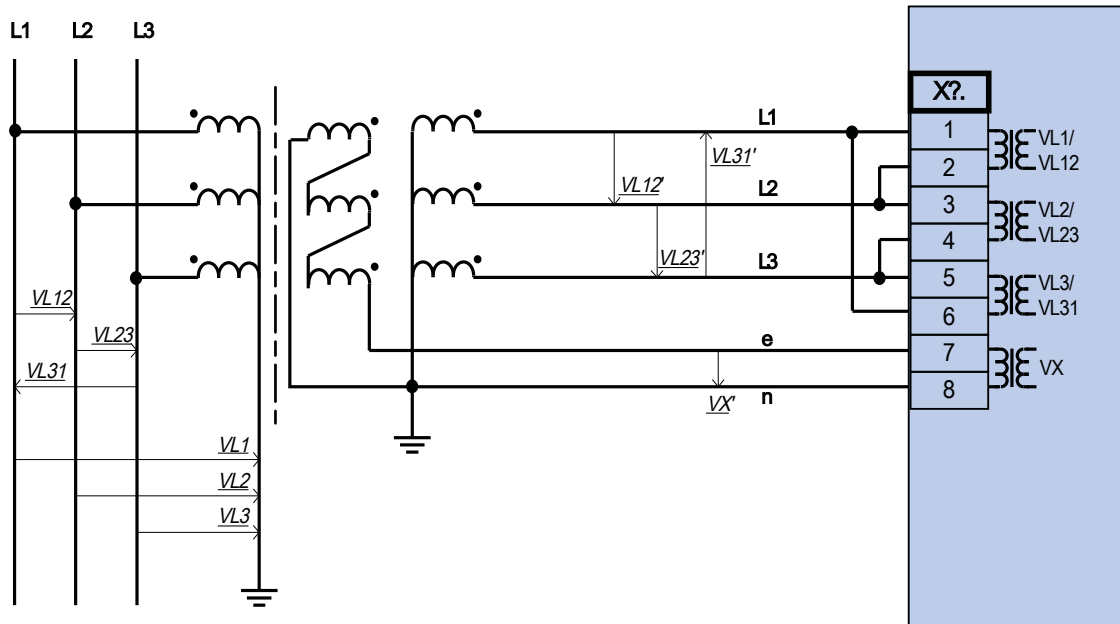 L1 L2 L3
X?.
L1
1
VL1/
VL31'
2
VL12
VL12'
L2
3
VL2/
VL23'
4
VL23
L3
5
VL3/
VL12
6
VL31
VL23
e
7
VL31
VX
VX'
n
8
VL1
VL2
VL3